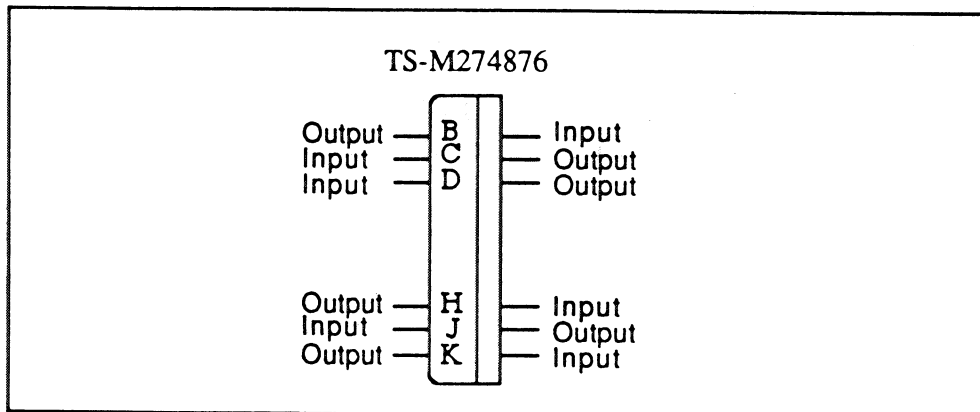 TS-M274876
Output B Input
Input C Output
Input D Output
Output H Input
Input J Output
Output K Input